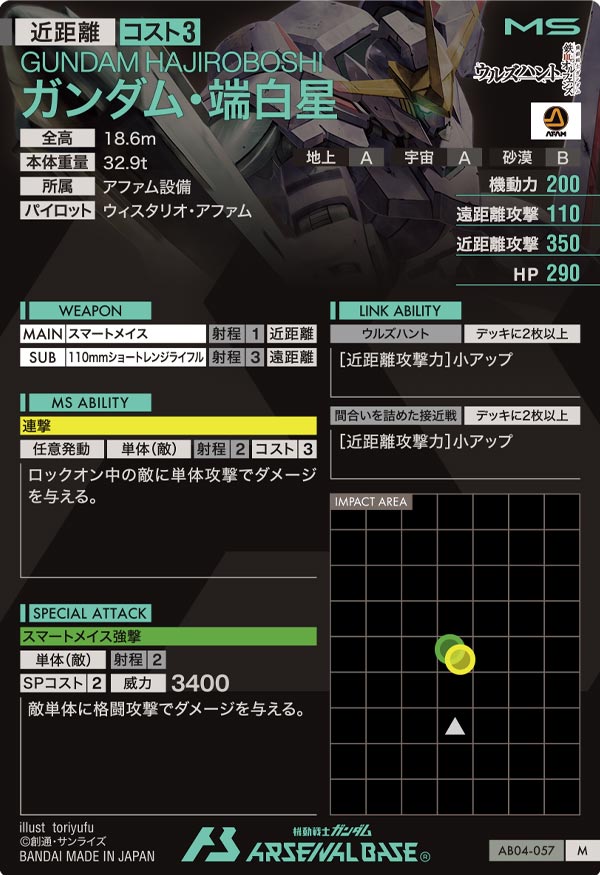 近距離 コスト3
MS
GUNDAM HAJIROBOSHI
ガンダム・端白星
ウルズハント
鉄血のオルフェンズ
AFAM
全高 18.6m
本体重量 32.9t
所属 アファム設備
パイロット ウィスタリオ・アファム
地上 A 宇宙 A 砂漠 B
機動力 200
遠距離攻撃 110
近距離攻撃 350
HP 290
WEAPON
MAIN スマートメイス 射程 1 近距離
SUB 110mmショートレンジライフル 射程 3 遠距離
MS ABILITY
連撃
任意発動 単体(敵) 射程 2 コスト 3
ロックオン中の敵に単体攻撃でダメージ
を与える。
SPECIAL ATTACK
スマートメイス強撃
単体(敵) 射程 2
SPコスト 2 威力 3400
敵単体に格闘攻撃でダメージを与える。
LINK ABILITY
ウルズハント デッキに2枚以上
[近距離攻撃力]小アップ
間合いを詰めた接近戦 デッキに2枚以上
[近距離攻撃力]小アップ
IMPACT AREA
illust toriyufu
©創通・サンライズ
BANDAI MADE IN JAPAN
機動戦士ガンダム
ARSENAL BASE®
AB04-057 M